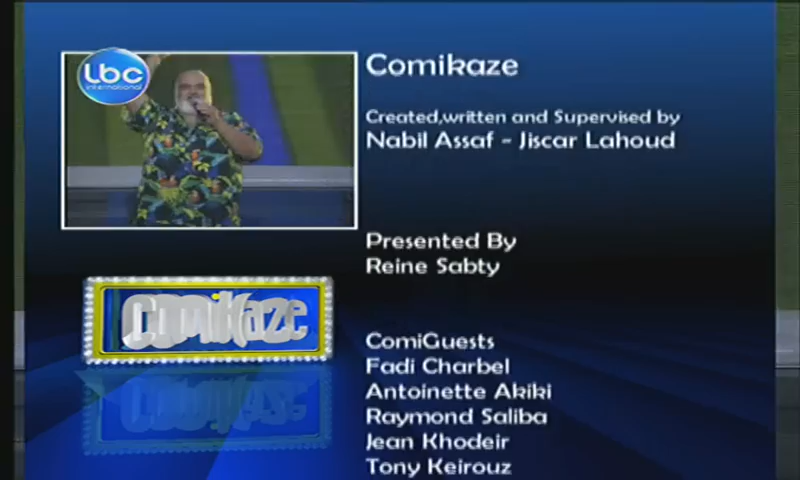 lbc
international
Comikaze
Created,written and Supervised by
Nabil Assaf - Jiscar Lahoud
Presented By
Reine Sabty
Comikaze
ComiGuests
Fadi Charbel
Antoinette Akiki
Raymond Saliba
Jean Khodeir
Tony Keirouz